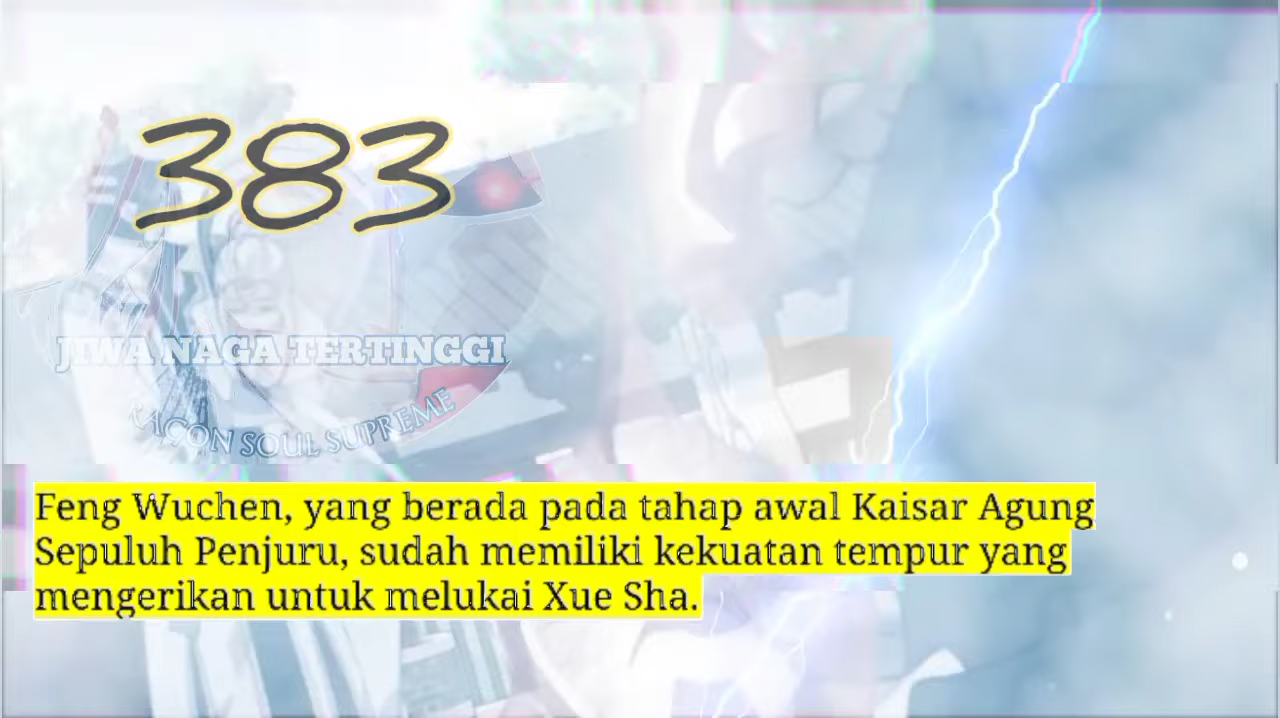 383
JIWA NAGA TERTINGGI
SOUL SUPREME
Feng Wuchen, yang berada pada tahap awal Kaisar Agung
Sepuluh Penjuru, sudah memiliki kekuatan tempur yang
mengerikan untuk melukai Xue Sha.